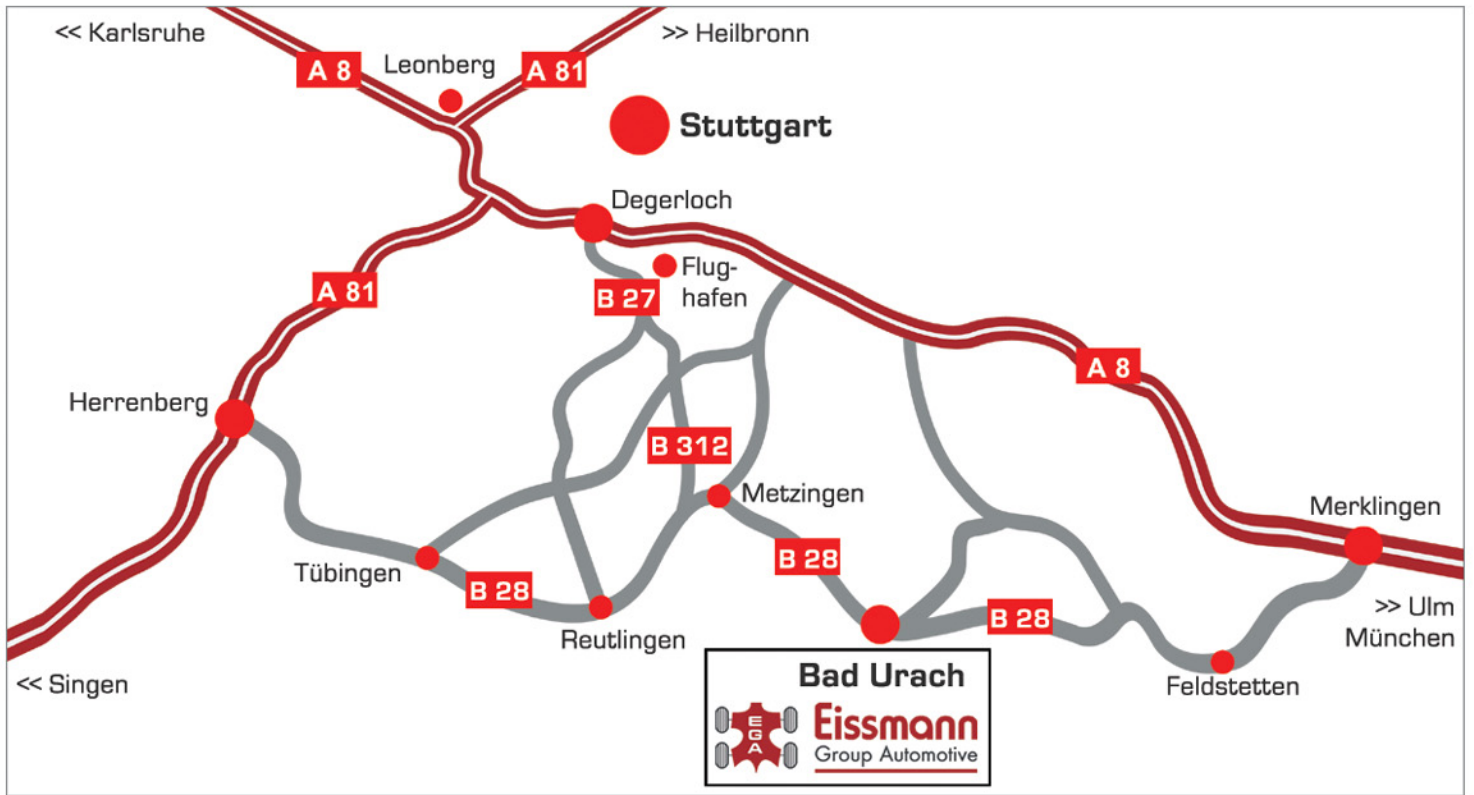 << Karlsruhe
>> Heilbronn
A 8
Leonberg
A 81
Stuttgart
Degerloch
A 81
B 27
Flug-
hafen
A 8
Herrenberg
B 312
Metzingen
Merklingen
Tübingen
B 28
B 28
Reutlingen
B 28
>> Ulm
München
<< Singen
Feldstetten
Bad Urach
EGA
Eissmann
Group Automotive